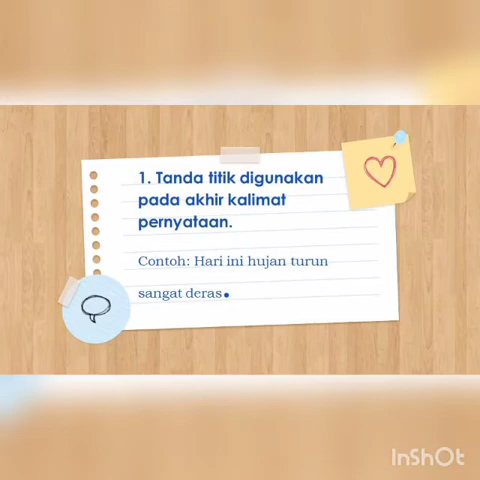 1. Tanda titik digunakan
pada akhir kalimat
pernyataan.
Contoh: Hari ini hujan turun
sangat deras.
InShOt